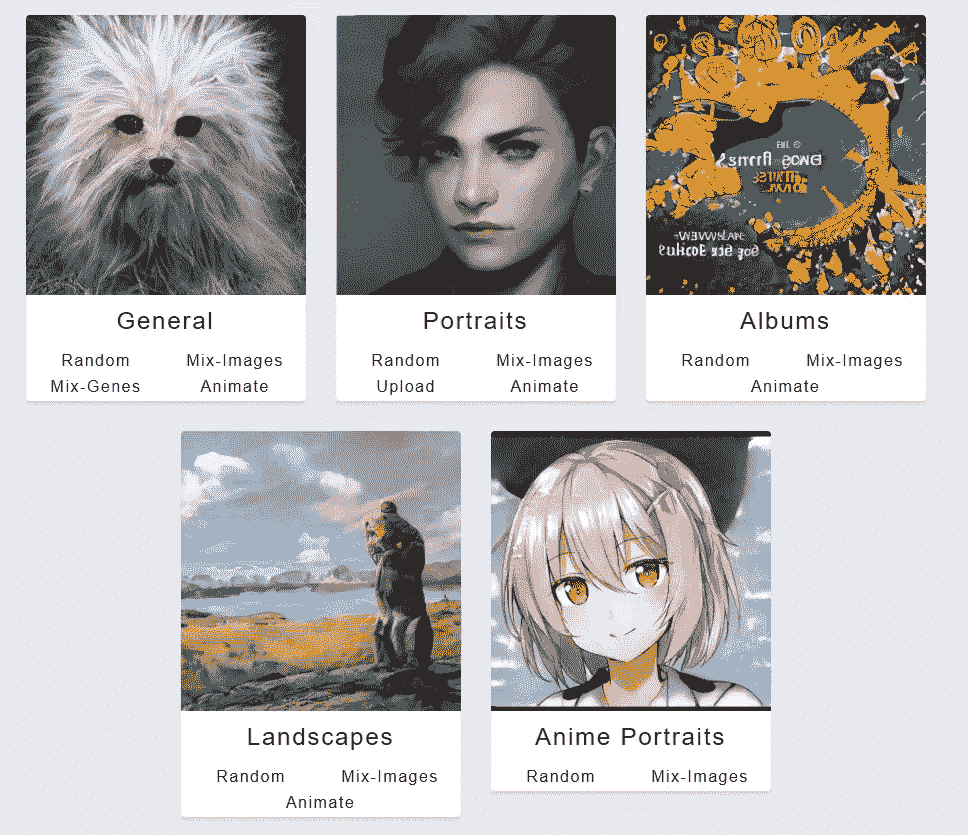 General
Random Mix-Images
Mix-Genes Animate
Portraits
Random Mix-Images
Upload Animate
Albums
Random Mix-Images
Animate
Landscapes
Random Mix-Images
Animate
Anime Portraits
Random Mix-Images